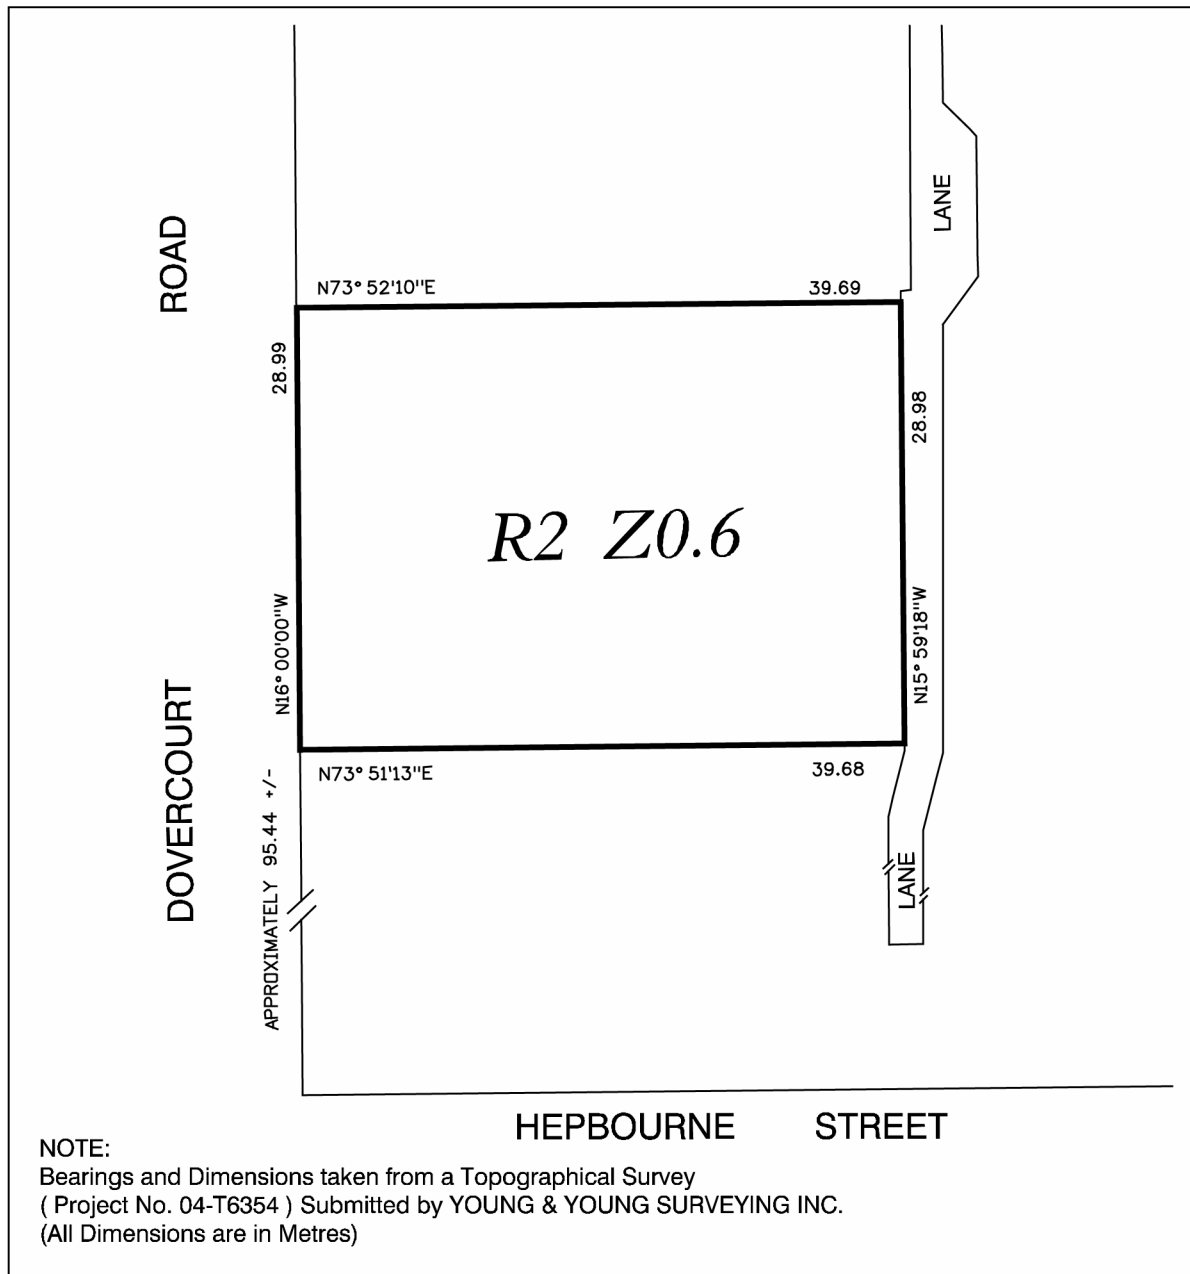 ROAD
DOVERCOURT
LANE
N73° 52'10"E
39.69
28.99
28.98
R2 Z0.6
N16° 00'00"W
N15° 59'18"W
N73° 51'13"E
39.68
APPROXIMATELY 95.44 +/-
LANE
HEPBOURNE STREET
NOTE:
Bearings and Dimensions taken from a Topographical Survey
( Project No. 04-T6354 ) Submitted by YOUNG & YOUNG SURVEYING INC.
(All Dimensions are in Metres)